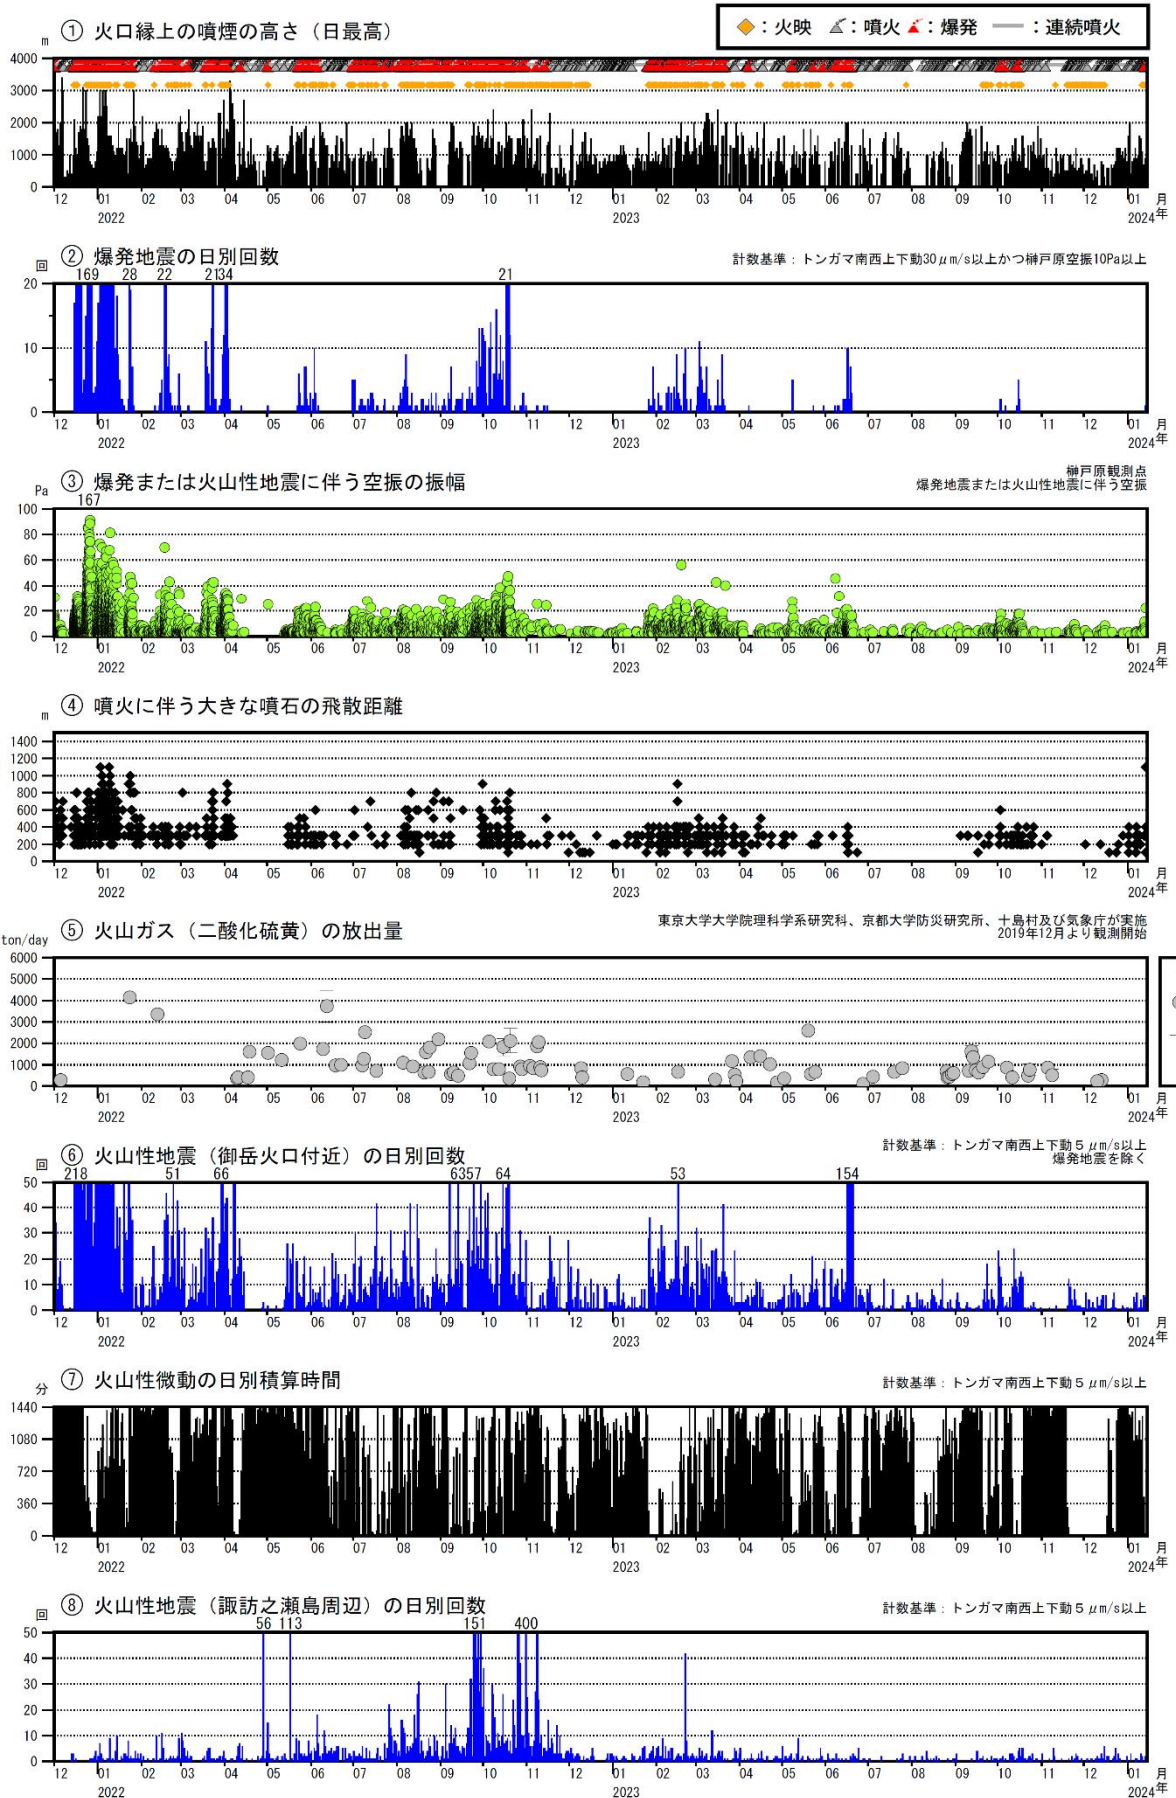 ① 火口縁上の噴煙の高さ（日最高）
◆：火映 ：噴火 ：爆発 ：連続噴火
m
4000
3000
2000
1000
0
12 01 02 03 04 05 06 07 08 09 10 11 12 01 02 03 04 05 06 07 08 09 10 11 12 01 月
2022 2023 2024 年
② 爆発地震の日別回数
計数基準：トンガマ南西上下動30μm/s以上かつ榊戸原空振10Pa以上
回
169 28 22 21 34 21
20
10
0
12 01 02 03 04 05 06 07 08 09 10 11 12 01 02 03 04 05 06 07 08 09 10 11 12 01 月
2022 2023 2024 年
③ 爆発または火山性地震に伴う空振の振幅
榊戸原観測点
爆発地震または火山性地震に伴う空振
Pa
167
100
80
60
40
20
0
12 01 02 03 04 05 06 07 08 09 10 11 12 01 02 03 04 05 06 07 08 09 10 11 12 01 月
2022 2023 2024 年
④ 噴火に伴う大きな噴石の飛散距離
m
1400
1200
1000
800
600
400
200
0
12 01 02 03 04 05 06 07 08 09 10 11 12 01 02 03 04 05 06 07 08 09 10 11 12 01 月
2022 2023 2024 年
⑤ 火山ガス（二酸化硫黄）の放出量
東京大学大学院理科学系研究科、京都大学防災研究所、十島村及び気象庁が実施
2019年12月より観測開始
ton/day
6000
5000
4000
3000
2000
1000
0
12 01 02 03 04 05 06 07 08 09 10 11 12 01 02 03 04 05 06 07 08 09 10 11 12 01 月
2022 2023 2024 年
⑥ 火山性地震（御岳火口付近）の日別回数
計数基準：トンガマ南西上下動５μm/s以上
爆発地震を除く
回
218 51 66 63 57 64 53 154
50
40
30
20
10
0
12 01 02 03 04 05 06 07 08 09 10 11 12 01 02 03 04 05 06 07 08 09 10 11 12 01 月
2022 2023 2024 年
⑦ 火山性微動の日別積算時間
計数基準：トンガマ南西上下動５μm/s以上
分
1440
1080
720
360
0
12 01 02 03 04 05 06 07 08 09 10 11 12 01 02 03 04 05 06 07 08 09 10 11 12 01 月
2022 2023 2024 年
⑧ 火山性地震（諏訪之瀬島周辺）の日別回数
計数基準：トンガマ南西上下動５μm/s以上
回
56 113 151 400
50
40
30
20
10
0
12 01 02 03 04 05 06 07 08 09 10 11 12 01 02 03 04 05 06 07 08 09 10 11 12 01 月
2022 2023 2024 年